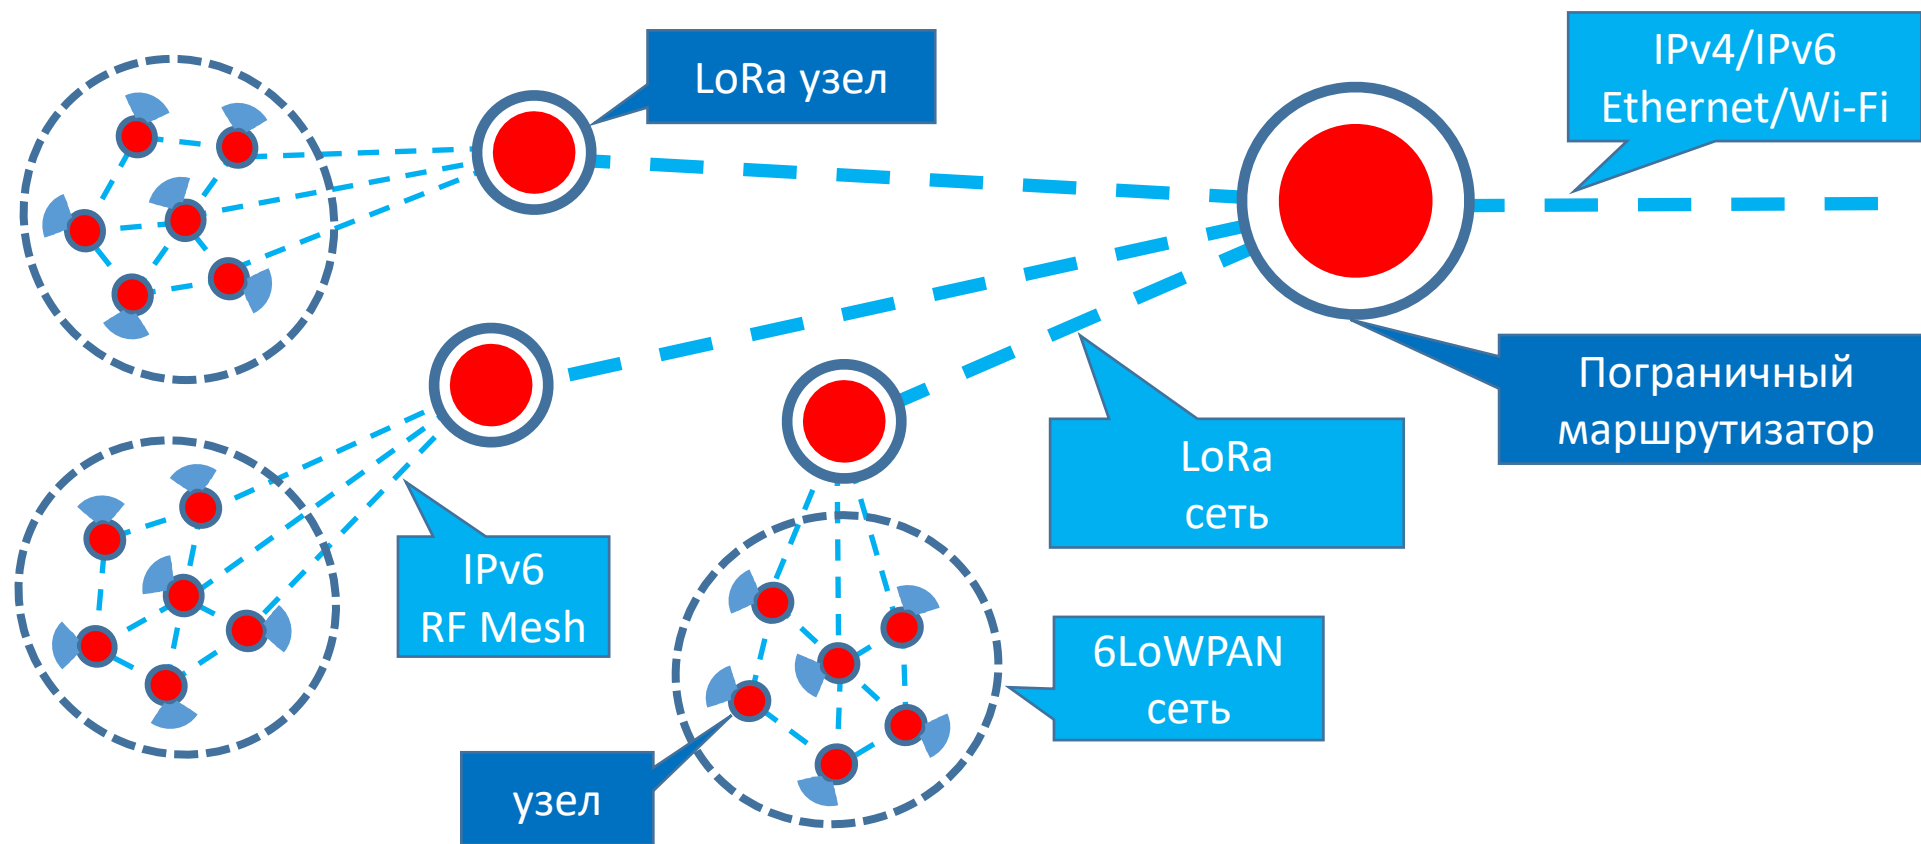 LoRa узел
IPv4/IPv6
Ethernet/Wi-Fi
Пограничный
маршрутизатор
LoRa
сеть
IPv6
RF Mesh
6LoWPAN
сеть
узел